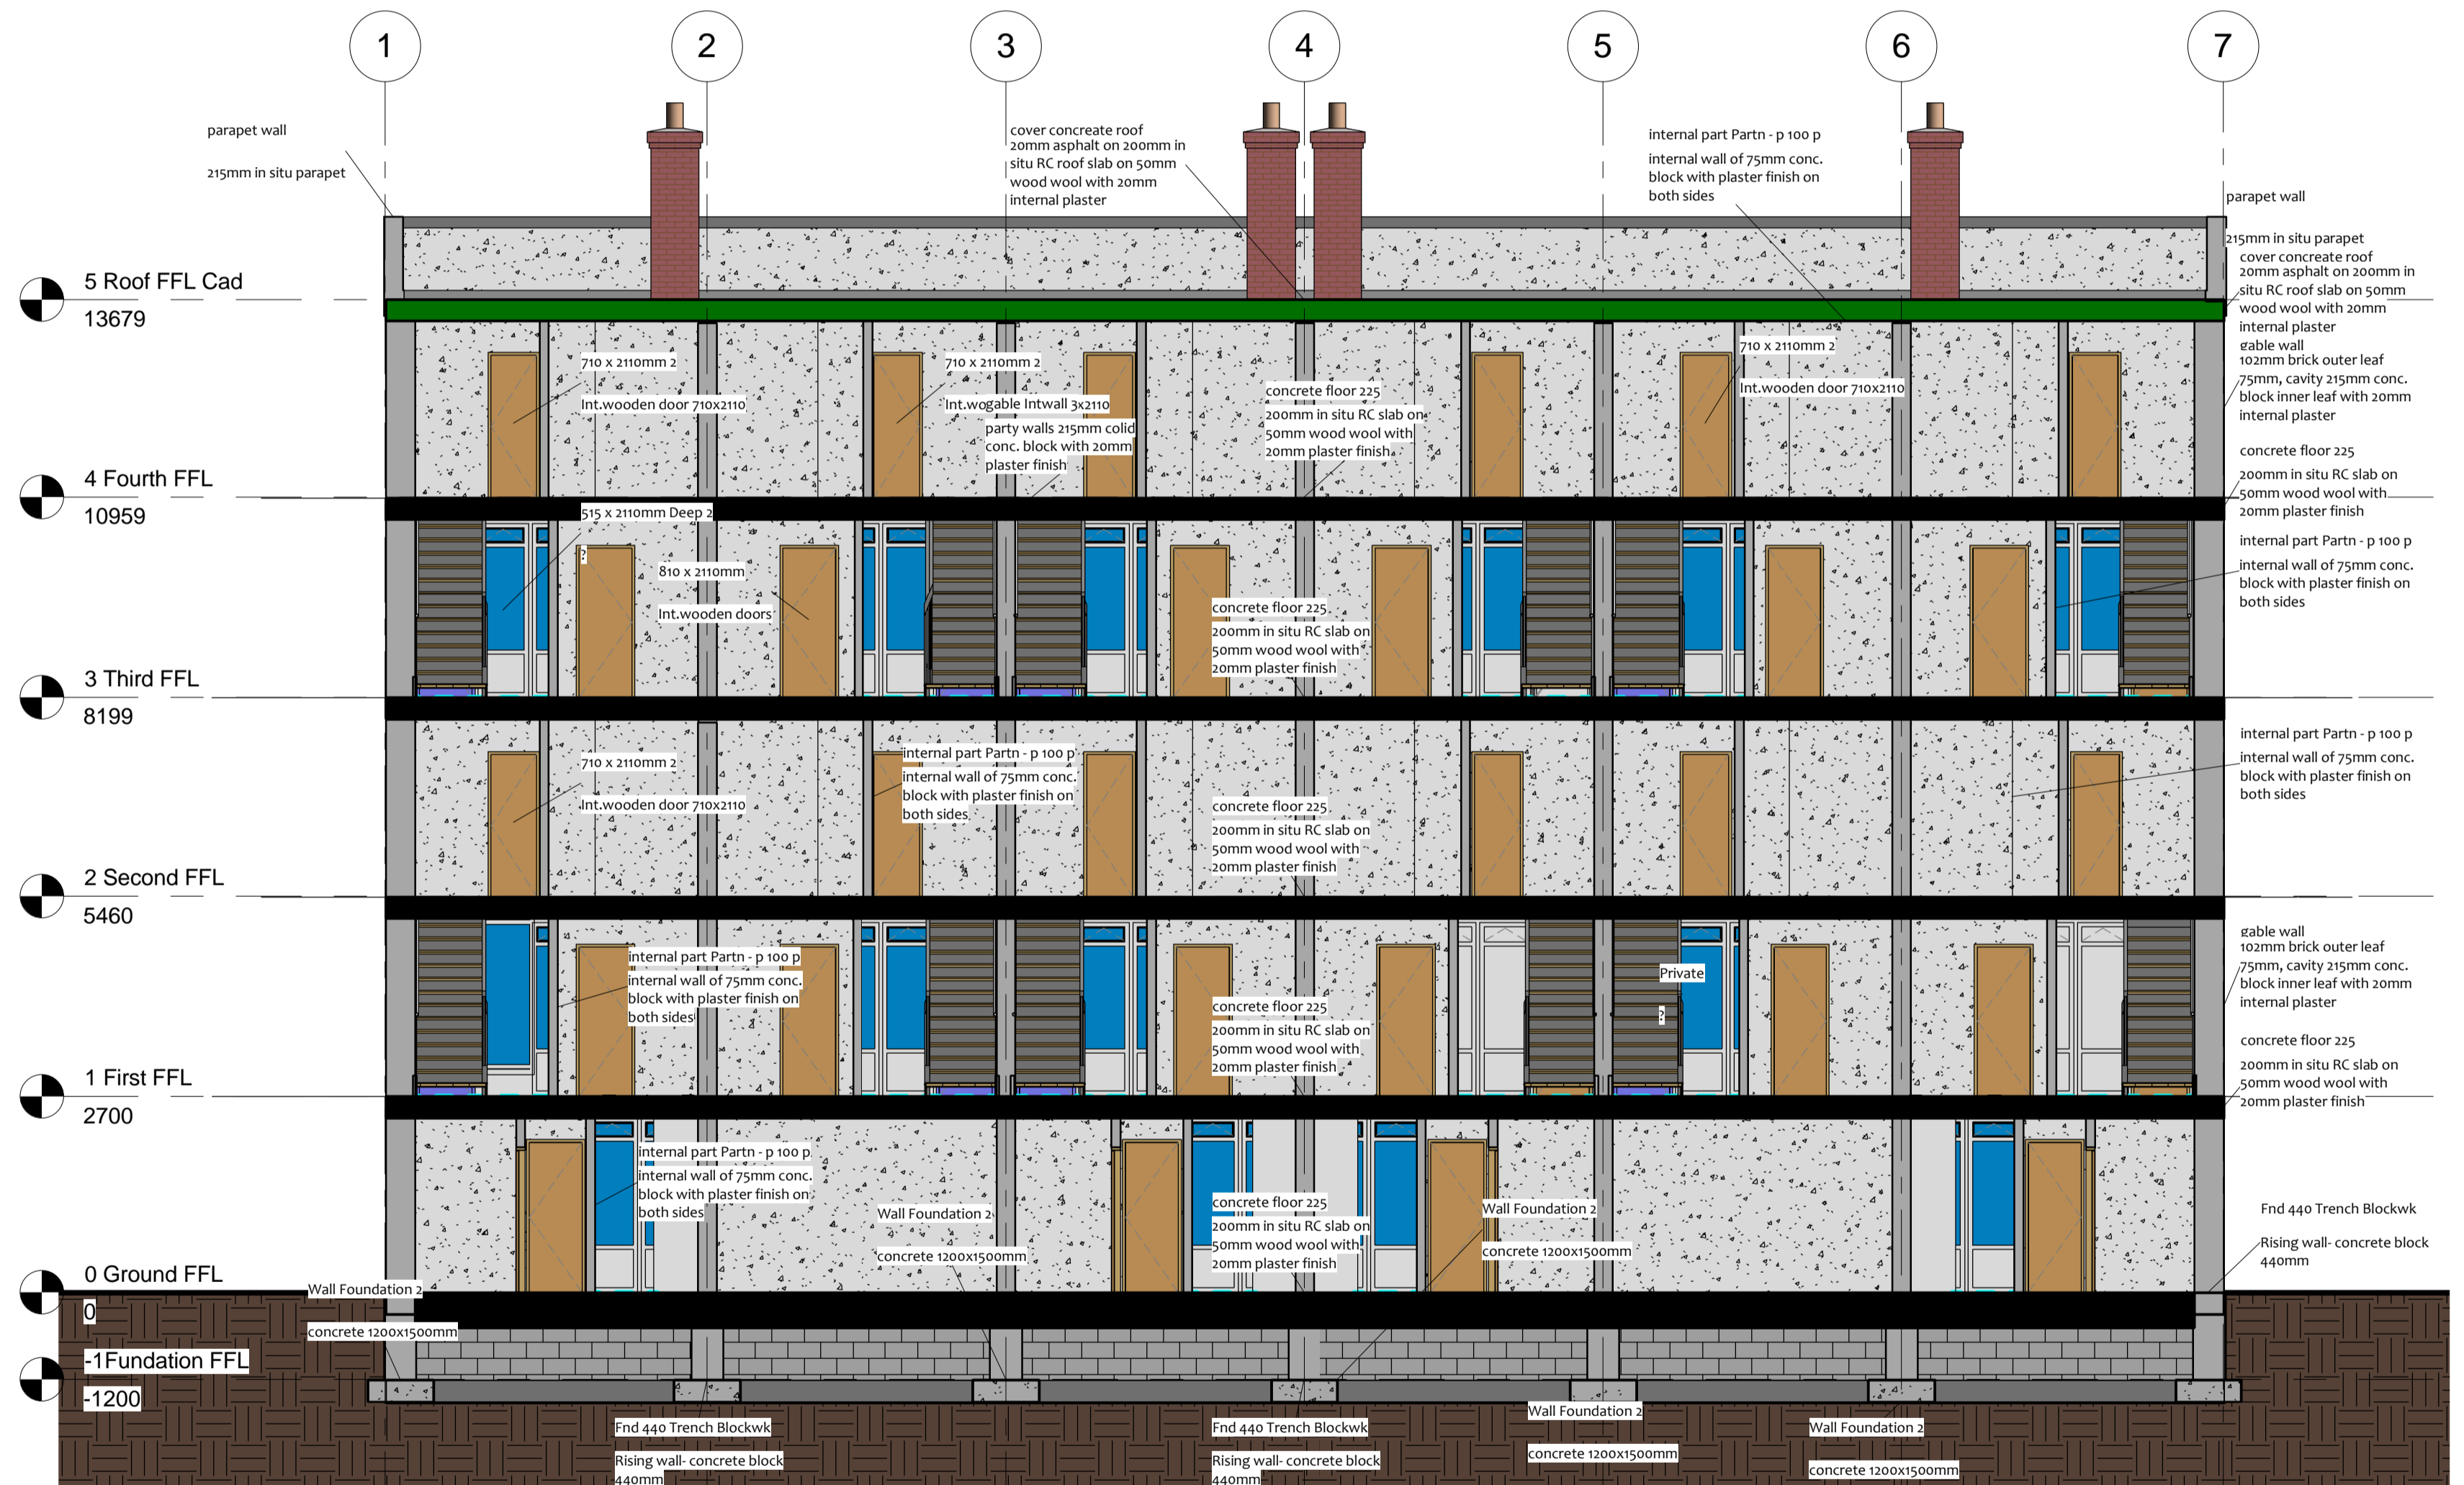 1
2
3
4
5
6
7
parapet wall
215mm in situ parapet
cover concreate roof
20mm asphalt on 200mm in
situ RC roof slab on 50mm
wood wool with 20mm
internal plaster
internal part Partn - p 100 p
internal wall of 75mm conc.
block with plaster finish on
both sides
parapet wall
215mm in situ parapet
cover concreate roof
20mm asphalt on 200mm in
situ RC roof slab on 50mm
wood wool with 20mm
internal plaster
gable wall
102mm brick outer leaf
75mm, cavity 215mm conc.
block inner leaf with 20mm
internal plaster
concrete floor 225
200mm in situ RC slab on
50mm wood wool with
20mm plaster finish
internal part Partn - p 100 p
internal wall of 75mm conc.
block with plaster finish on
both sides
internal part Partn - p 100 p
internal wall of 75mm conc.
block with plaster finish on
both sides
gable wall
102mm brick outer leaf
75mm, cavity 215mm conc.
block inner leaf with 20mm
internal plaster
concrete floor 225
200mm in situ RC slab on
50mm wood wool with
20mm plaster finish
Fnd 440 Trench Blockwk
Rising wall- concrete block
440mm
5 Roof FFL Cad
13679
4 Fourth FFL
10959
3 Third FFL
8199
2 Second FFL
5460
1 First FFL
2700
0 Ground FFL
0
-1Fundation FFL
-1200
710 x 2110mm 2
Int.wooden door 710x2110
710 x 2110mm 2
Int.wogable Intwall 3x2110
party walls 215mm colid
conc. block with 20mm
plaster finish
concrete floor 225
200mm in situ RC slab on
50mm wood wool with
20mm plaster finish
710 x 2110mm 2
Int.wooden door 710x2110
515 x 2110mm Deep 2
?
810 x 2110mm
Int.wooden doors
concrete floor 225
200mm in situ RC slab on
50mm wood wool with
20mm plaster finish
710 x 2110mm 2
Int.wooden door 710x2110
internal part Partn - p 100 p
internal wall of 75mm conc.
block with plaster finish on
both sides
concrete floor 225
200mm in situ RC slab on
50mm wood wool with
20mm plaster finish
internal part Partn - p 100 p
internal wall of 75mm conc.
block with plaster finish on
both sides
concrete floor 225
200mm in situ RC slab on
50mm wood wool with
20mm plaster finish
Private
?
internal part Partn - p 100 p
internal wall of 75mm conc.
block with plaster finish on
both sides
Wall Foundation 2
concrete 1200x1500mm
concrete floor 225
200mm in situ RC slab on
50mm wood wool with
20mm plaster finish
Wall Foundation 2
concrete 1200x1500mm
Wall Foundation 2
concrete 1200x1500mm
Fnd 440 Trench Blockwk
Rising wall- concrete block
440mm
Fnd 440 Trench Blockwk
Rising wall- concrete block
440mm
Wall Foundation 2
concrete 1200x1500mm
Wall Foundation 2
concrete 1200x1500mm